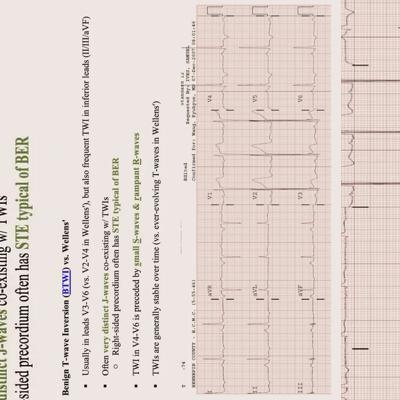 distinct J-waves co-existing w/ TWIs
sided precordium often has STE typical of BER
Benign T-wave Inversion (BTWI) vs. Wellens'
• Usually in leads V3-V6 (vs. V2-V4 in Wellens'), but also frequent TWI in inferior leads (II/III/aVF)
• Often very distinct J-waves co-existing w/ TWIs
○ Right-sided precordium often has STE typical of BER
• TWI in V4-V6 is preceded by small S-waves & rampant R-waves
• TWIs are generally stable over time (vs. ever-evolving T-waves in Wellens')
Edited
HENNEPIN COUNTY
I aVR V1 V4
II aVL V2 V5
III aVF V3 V6